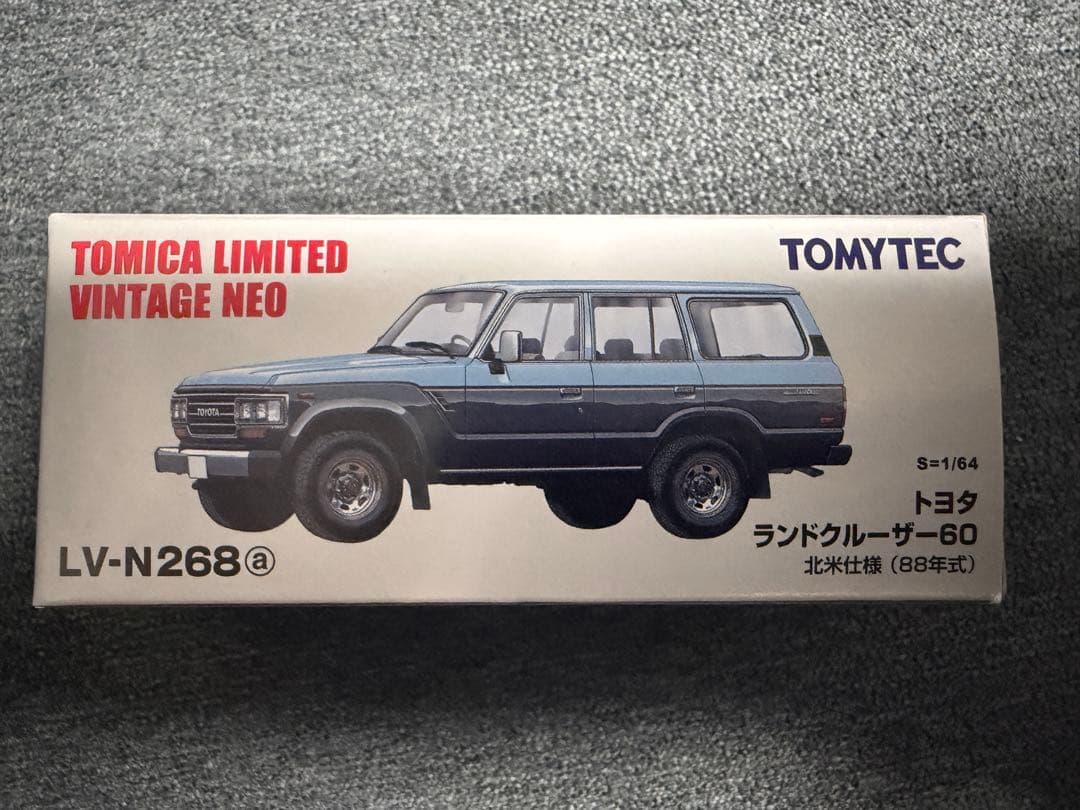 TOMICA LIMITED
VINTAGE NEO
TOMYTEC
TOYOTA
S=1/64
トヨタ
ランドクルーザー60
北米仕様（88年式）
LV-N268ⓐ